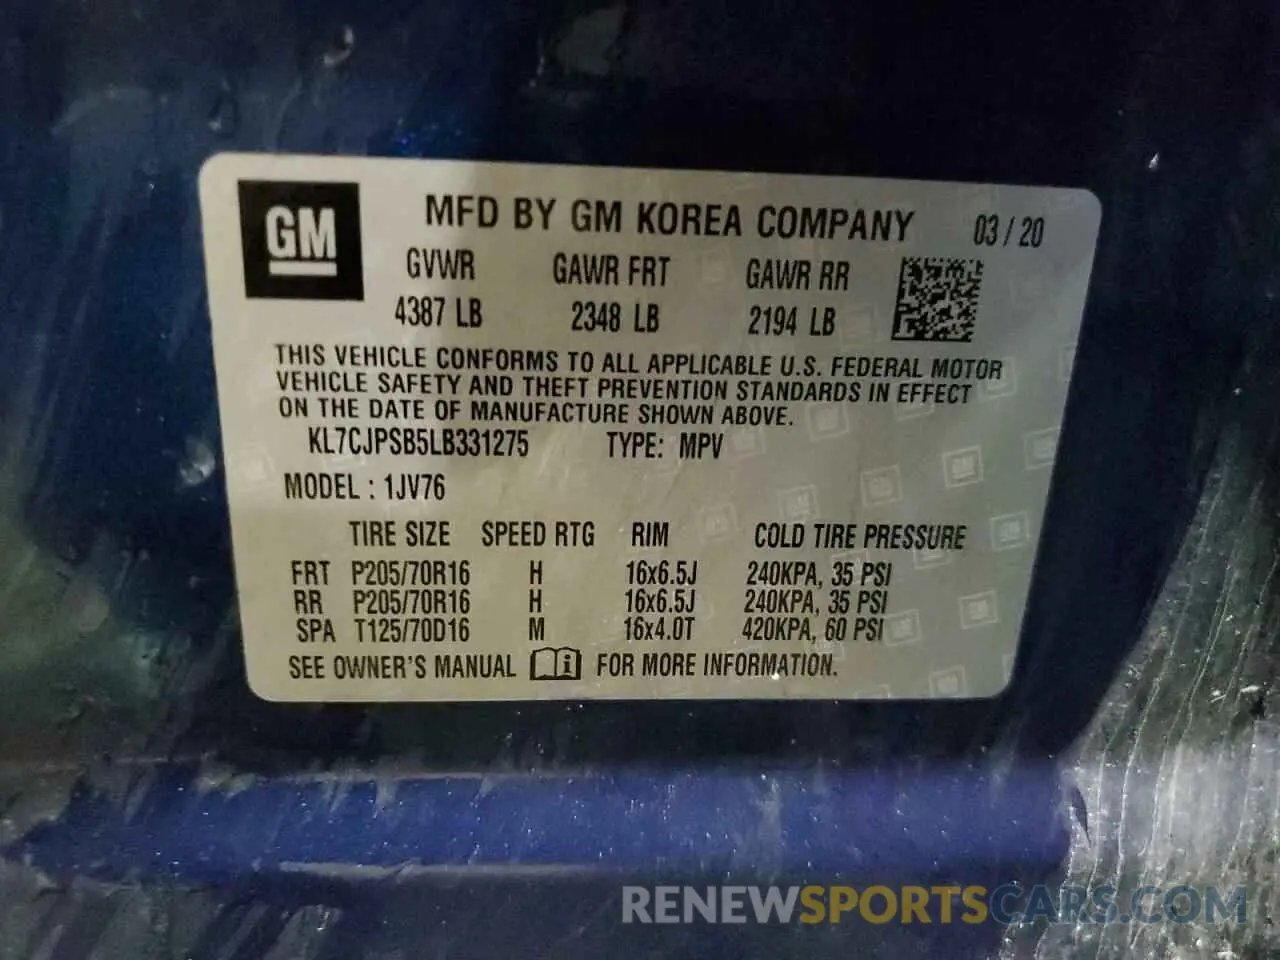 GM
MFD BY GM KOREA COMPANY 03 / 20
GVWR GAWR FRT GAWR RR
4387 LB 2348 LB 2194 LB
THIS VEHICLE CONFORMS TO ALL APPLICABLE U.S. FEDERAL MOTOR
VEHICLE SAFETY AND THEFT PREVENTION STANDARDS IN EFFECT
ON THE DATE OF MANUFACTURE SHOWN ABOVE.
KL7CJPSB5LB331275 TYPE: MPV
MODEL : 1JV76
TIRE SIZE SPEED RTG RIM COLD TIRE PRESSURE
FRT P205/70R16 H 16x6.5J 240KPA, 35 PSI
RR P205/70R16 H 16x6.5J 240KPA, 35 PSI
SPA T125/70D16 M 16x4.0T 420KPA, 60 PSI
SEE OWNER'S MANUAL i FOR MORE INFORMATION.
RENEWSPORTSCARS.COM